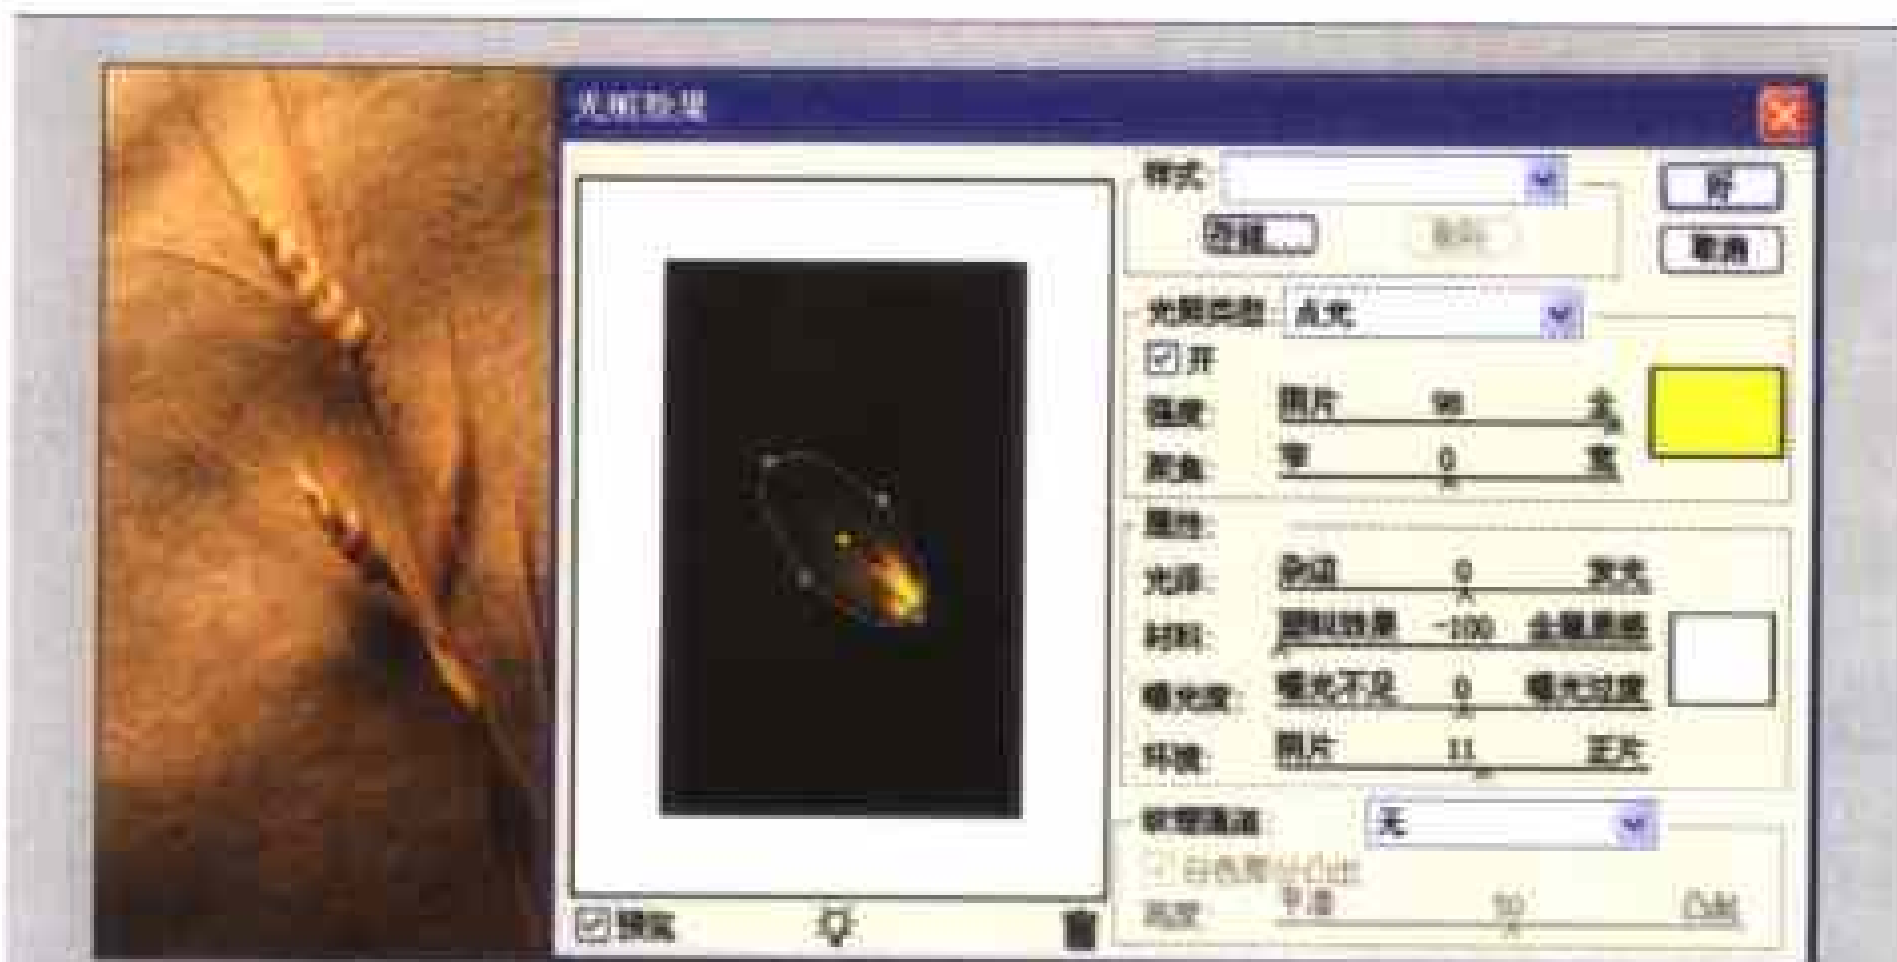 光照效果
样式:
好
存储... 删除
取消
光照类型: 点光
开
强度: 阴片 98 全
聚焦: 窄 0 宽
属性:
光泽: 杂边 0 发光
材料: 塑料效果 -100 金属质感
曝光度: 曝光不足 0 曝光过度
环境: 阴片 11 正片
纹理通道: 无
白色部分凸出
高度: 平滑 50 凸起
预览